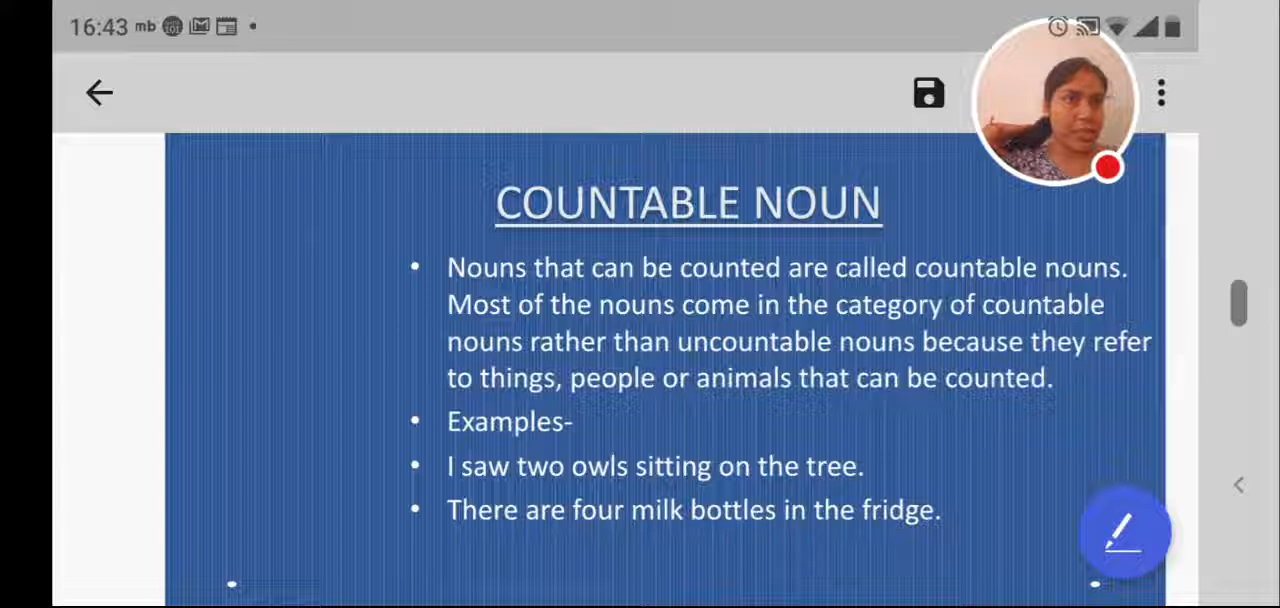 16:43 mb
COUNTABLE NOUN
• Nouns that can be counted are called countable nouns.
Most of the nouns come in the category of countable
nouns rather than uncountable nouns because they refer
to things, people or animals that can be counted.
• Examples-
• I saw two owls sitting on the tree.
• There are four milk bottles in the fridge.